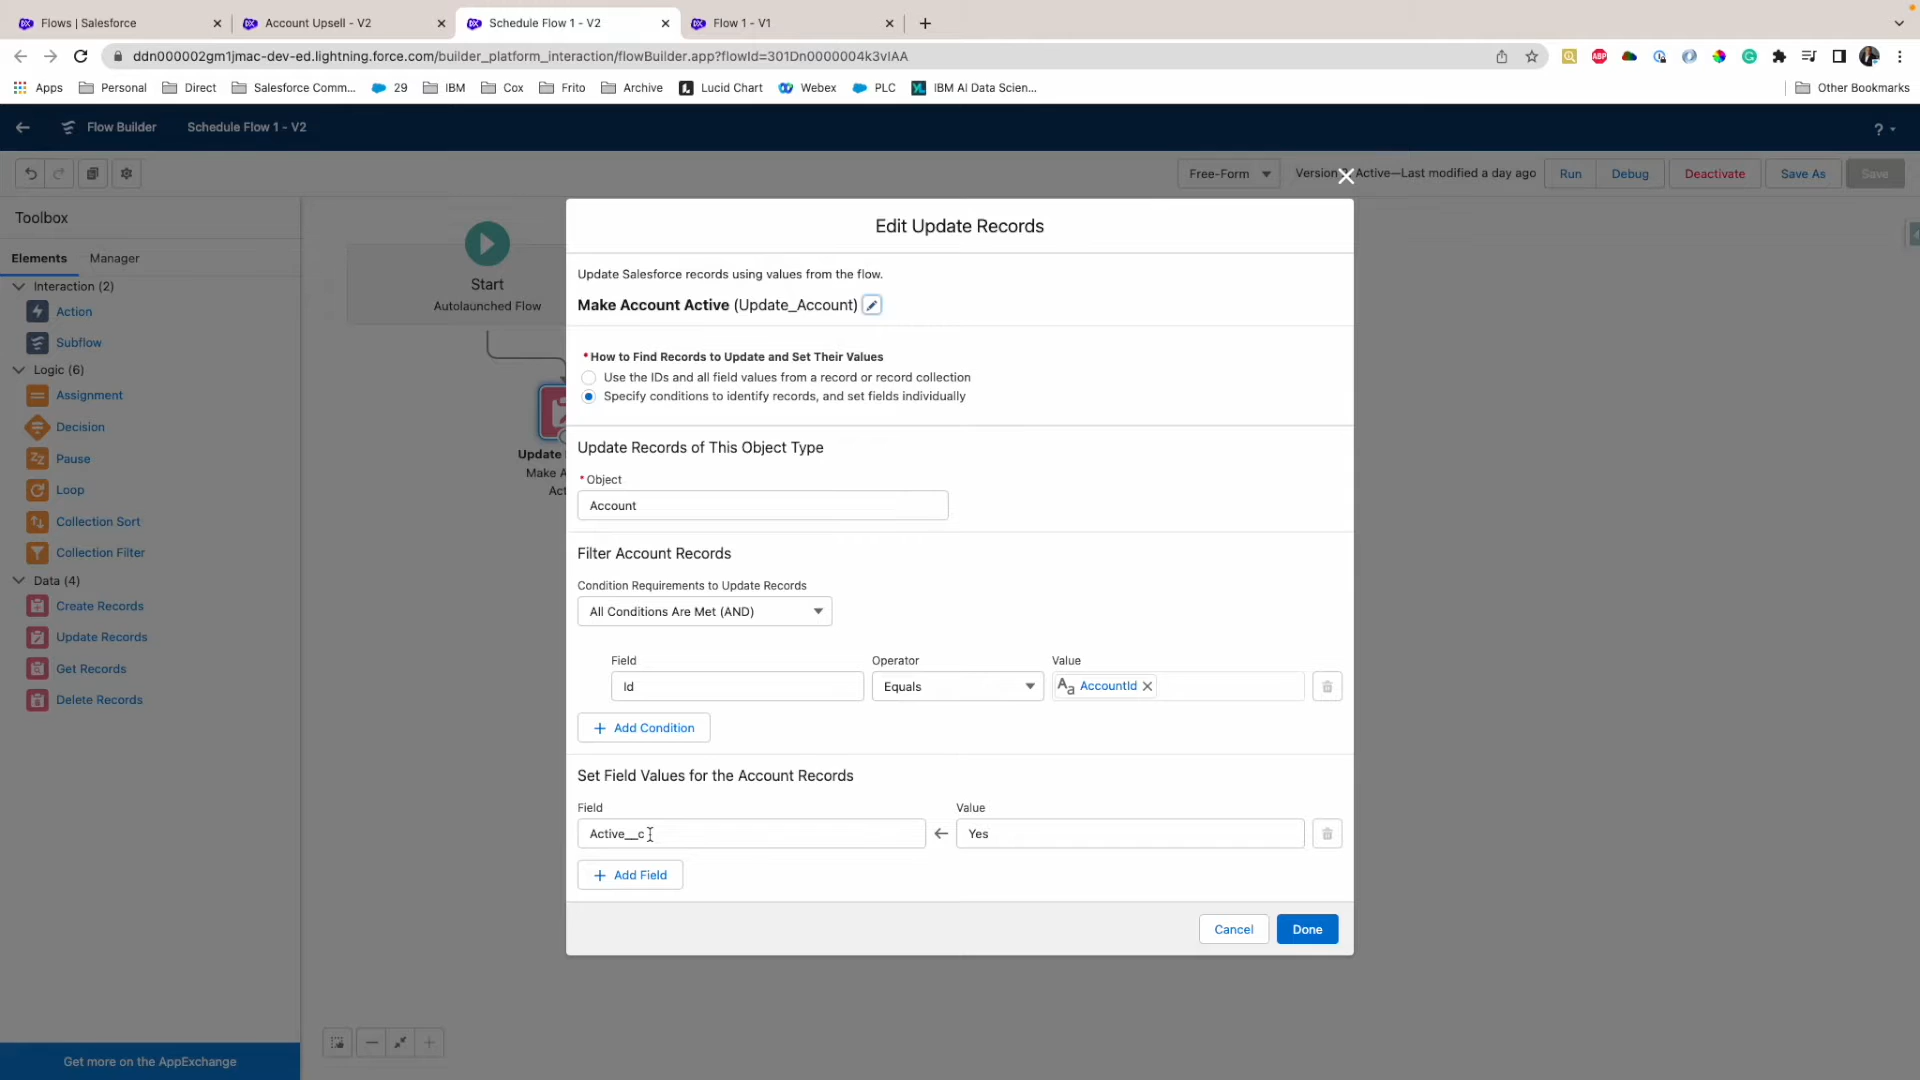 Flows | Salesforce
Account Upsell - V2
Schedule Flow 1 - V2
Flow 1 - V1
ddn000002gm1jmac-dev-ed.lightning.force.com/builder_platform_interaction/flowBuilder.app?flowId=301Dn0000004k3vIAA
Apps
Personal
Direct
Salesforce Comm...
29
IBM
Cox
Frito
Archive
Lucid Chart
Webex
PLC
IBM AI Data Scien...
Other Bookmarks
Flow Builder
Schedule Flow 1 - V2
?
Free-Form
Version
Active—Last modified a day ago
Run
Debug
Deactivate
Save As
Save
Toolbox
Elements
Manager
Interaction (2)
Action
Subflow
Logic (6)
Assignment
Decision
Pause
Loop
Collection Sort
Collection Filter
Data (4)
Create Records
Update Records
Get Records
Delete Records
Get more on the AppExchange
Start
Autolaunched Flow
Update
Make A
Act
Edit Update Records
Update Salesforce records using values from the flow.
Make Account Active (Update_Account)
* How to Find Records to Update and Set Their Values
Use the IDs and all field values from a record or record collection
Specify conditions to identify records, and set fields individually
Update Records of This Object Type
* Object
Account
Filter Account Records
Condition Requirements to Update Records
All Conditions Are Met (AND)
Field
Operator
Value
Id
Equals
Aa AccountId
+ Add Condition
Set Field Values for the Account Records
Field
Value
Active__c
Yes
+ Add Field
Cancel
Done